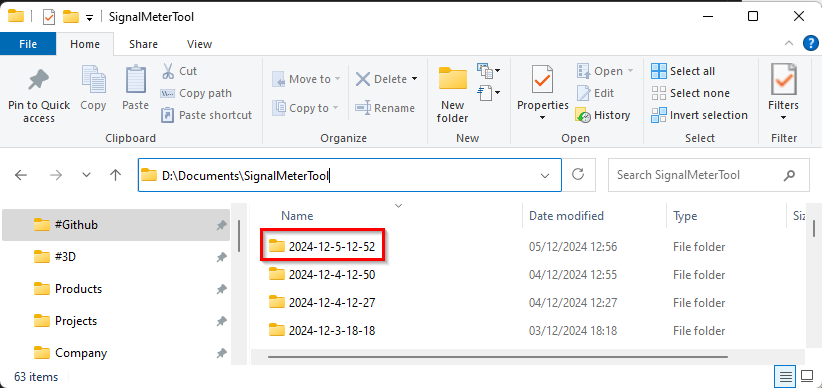 SignalMeterTool
File Home Share View
Pin to Quick access
Copy
Paste
Cut
Copy path
Paste shortcut
Clipboard
Move to
Copy to
Delete
Rename
Organize
New folder
New
Properties
Open
Edit
History
Open
Select all
Select none
Invert selection
Select
Filters
Filter
D:\Documents\SignalMeterTool
Search SignalMeterTool
#Github
#3D
Products
Projects
Company
Name Date modified Type Siz
2024-12-5-12-52 05/12/2024 12:56 File folder
2024-12-4-12-50 04/12/2024 12:55 File folder
2024-12-4-12-27 04/12/2024 12:27 File folder
2024-12-3-18-18 03/12/2024 18:18 File folder
63 items